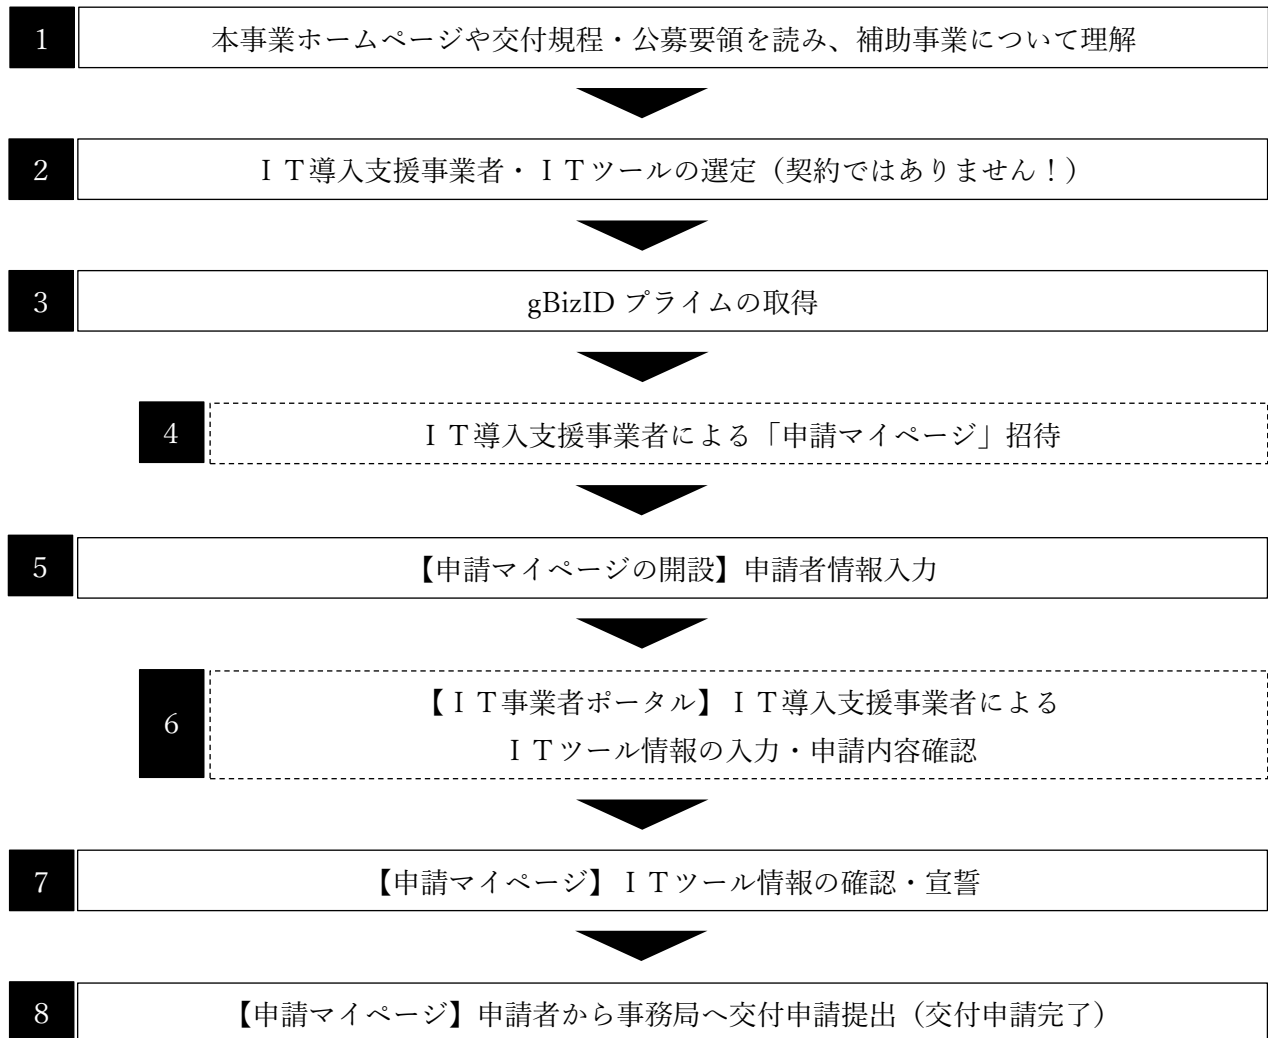 1 本事業ホームページや交付規程・公募要領を読み、補助事業について理解
2 ＩＴ導入支援事業者・ＩＴツールの選定（契約ではありません！）
3 gBizID プライムの取得
4 ＩＴ導入支援事業者による「申請マイページ」招待
5 【申請マイページの開設】申請者情報入力
6 【ＩＴ事業者ポータル】ＩＴ導入支援事業者による
ＩＴツール情報の入力・申請内容確認
7 【申請マイページ】ＩＴツール情報の確認・宣誓
8 【申請マイページ】申請者から事務局へ交付申請提出（交付申請完了）